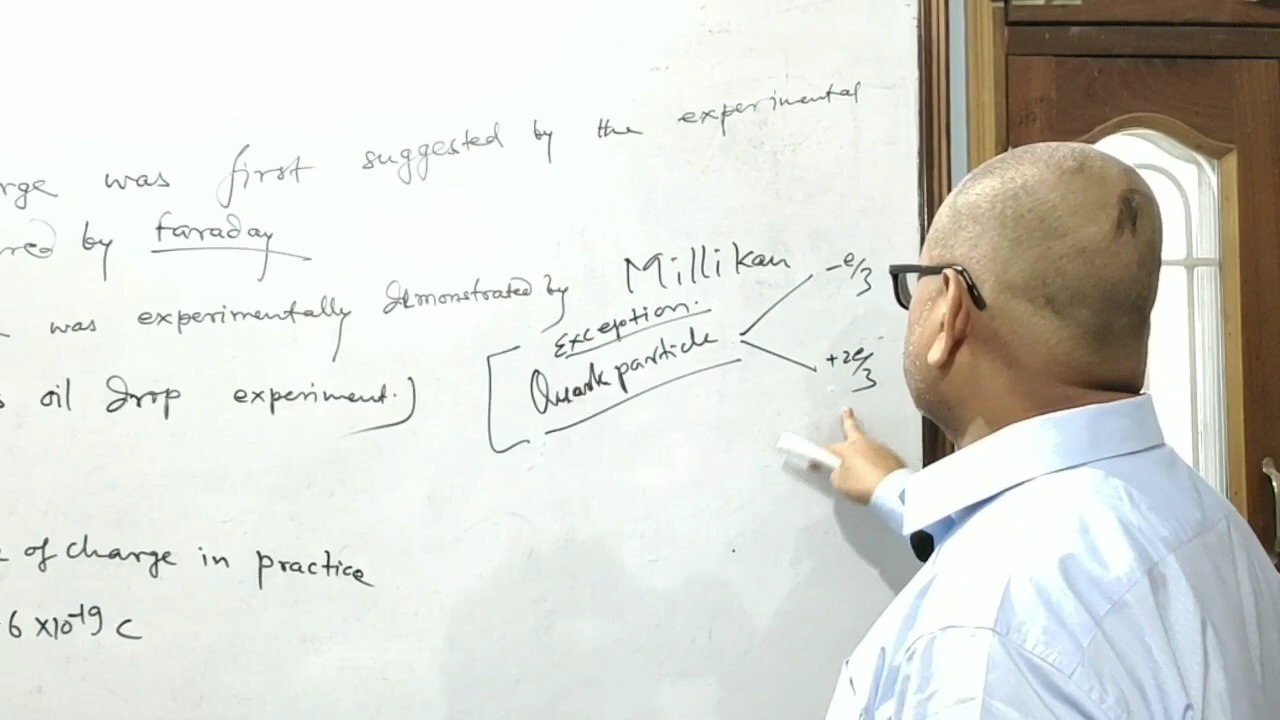 rge was first suggested by the experimental
red by Faraday
was experimentally demonstrated by Millikan
s oil drop experiment.)
Exception.
Quark particle
-e/3
+2e/3
of charge in practice
6 x10-19 C